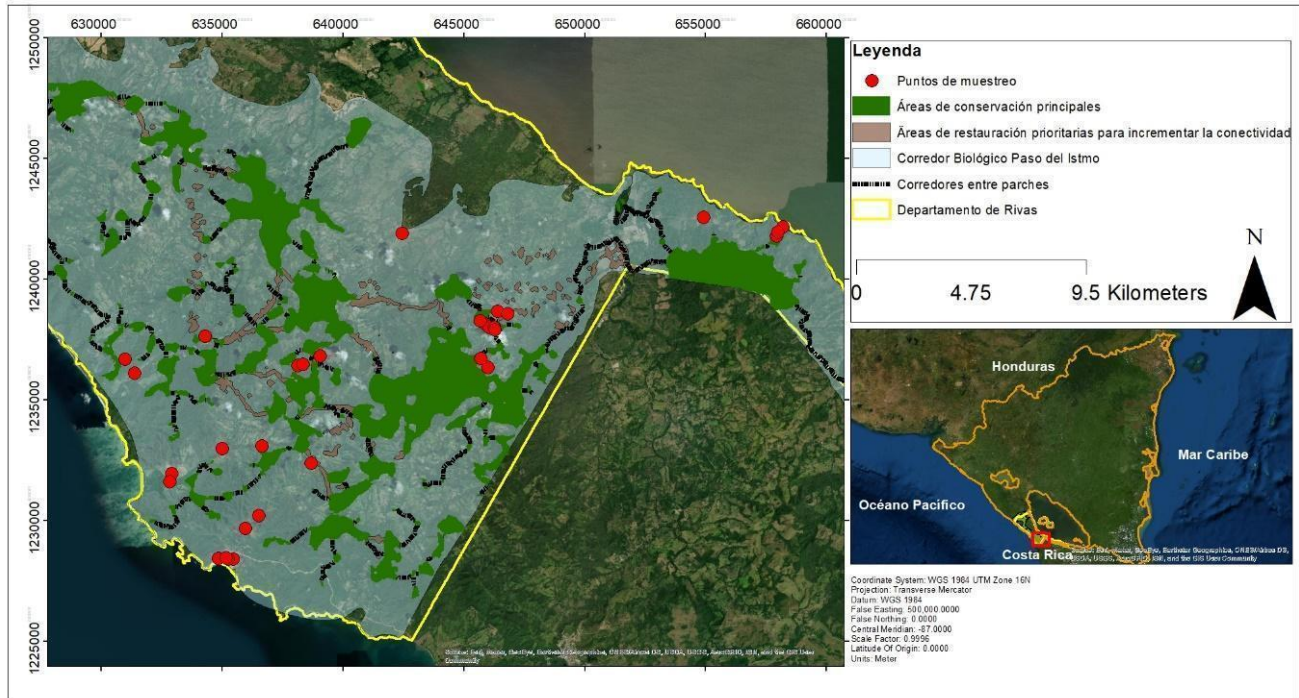 630000 635000 640000 645000 650000 655000 660000
1250000
1245000
1240000
1235000
1230000
1225000
Leyenda
Puntos de muestreo
Áreas de conservación principales
Äreas de restauración prioritarias para incrementar la conectividad
Corredor Biológico Paso del Istmo
Corredores entre parches
Departamento de Rivas
N
0 4.75 9.5 Kilometers
Honduras
Mar Caribe
Océano Pacifico
Costa Rica
Coordinate System: WGS 1984 UTM Zone 16N
Projection: Transverse Mercator
Datum: WGS 1984
False Easting: 500,000.0000
False Northing: 0.0000
Central Meridian: -87.0000
Scale Factor: 0.9996
Latitude Of Origin: 0.0000
Units: Meter